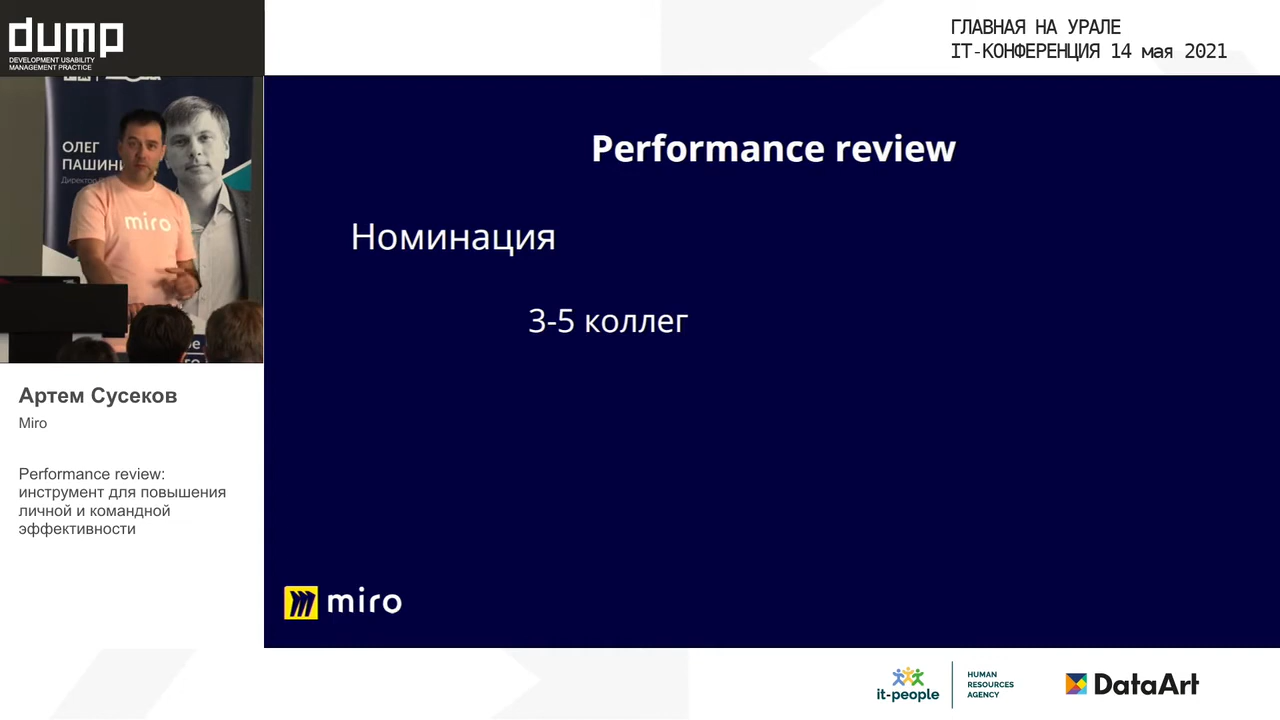 dump
DEVELOPMENT USABILITY
MANAGEMENT PRACTICE
ГЛАВНАЯ НА УРАЛЕ
IT-КОНФЕРЕНЦИЯ 14 мая 2021
ОЛЕГ
ПАШИНИ
miro
Performance review
Номинация
3-5 коллег
miro
Артем Сусеков
Miro
Performance review:
инструмент для повышения
личной и командной
эффективности
it-people
HUMAN
RESOURCES
AGENCY
DataArt